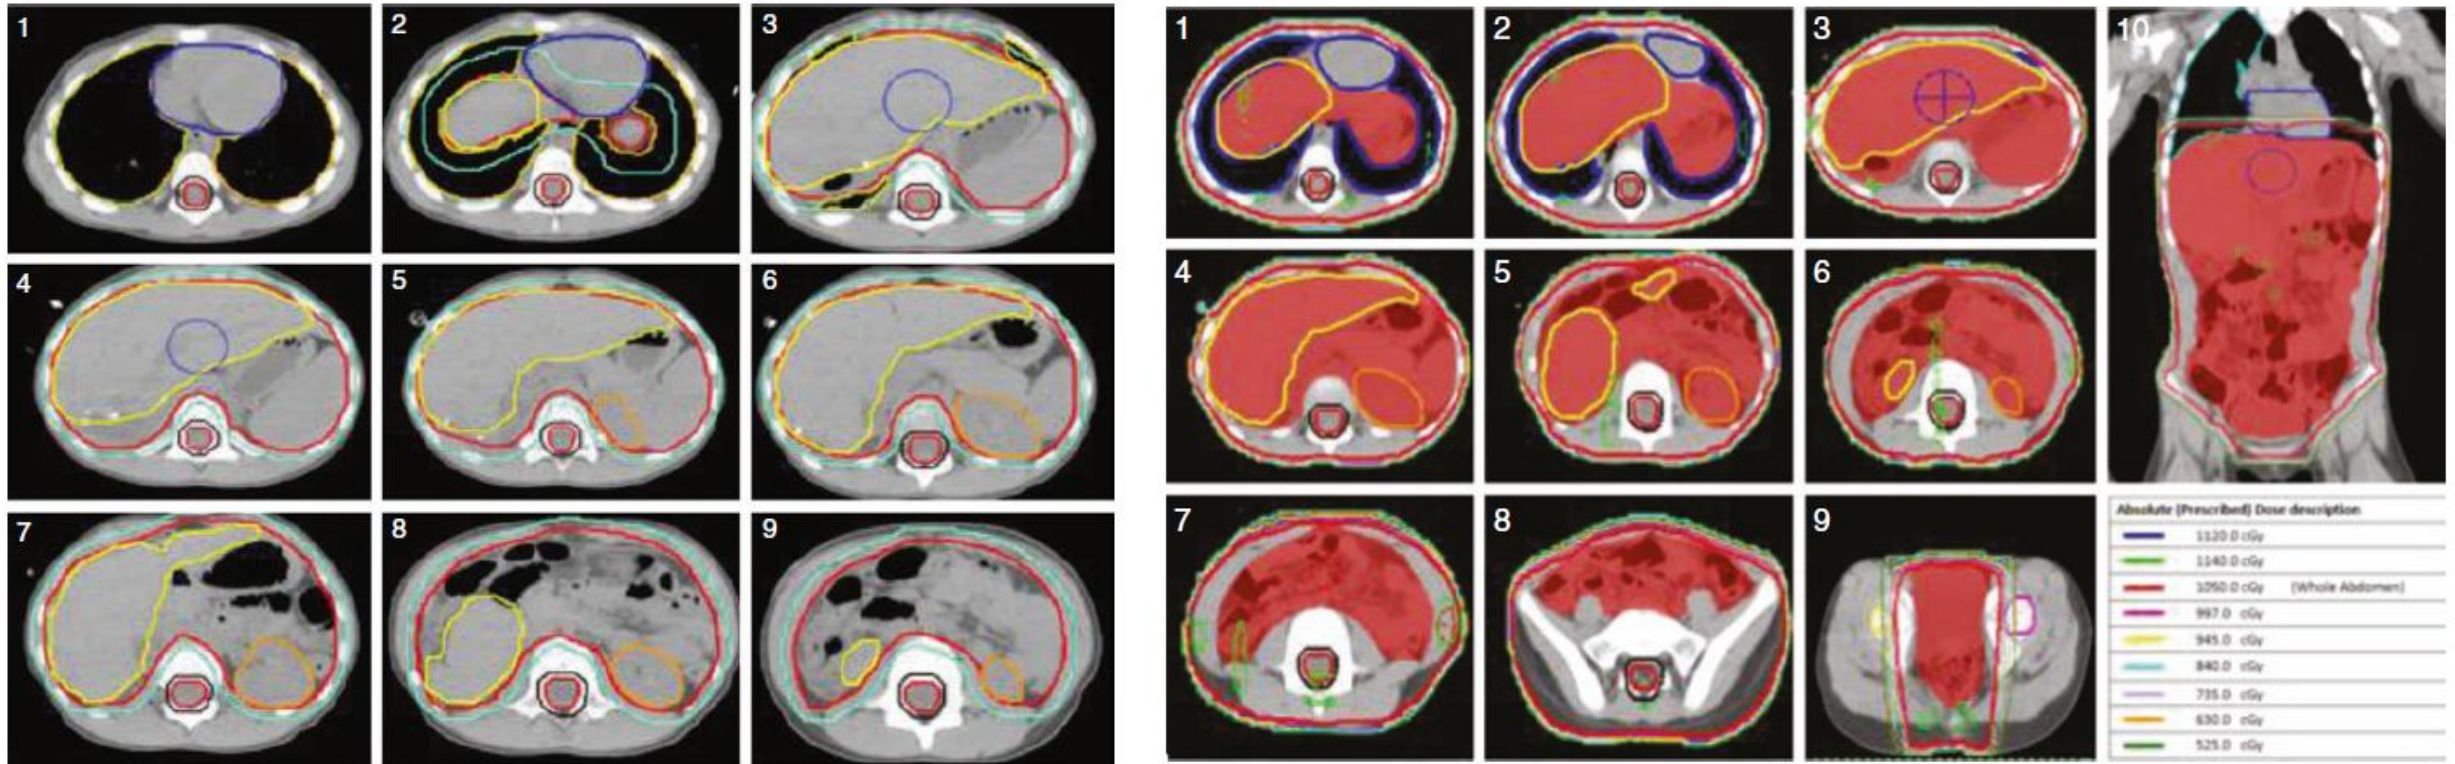 1
2
3
4
5
6
7
8
9
1
2
3
4
5
6
7
8
9
10
Absolute (Prescribed) Dose description
1120.0 cGy
1140.0 cGy
1050.0 cGy (Whole Abdomen)
997.0 cGy
945.0 cGy
840.0 cGy
735.0 cGy
630.0 cGy
525.0 cGy